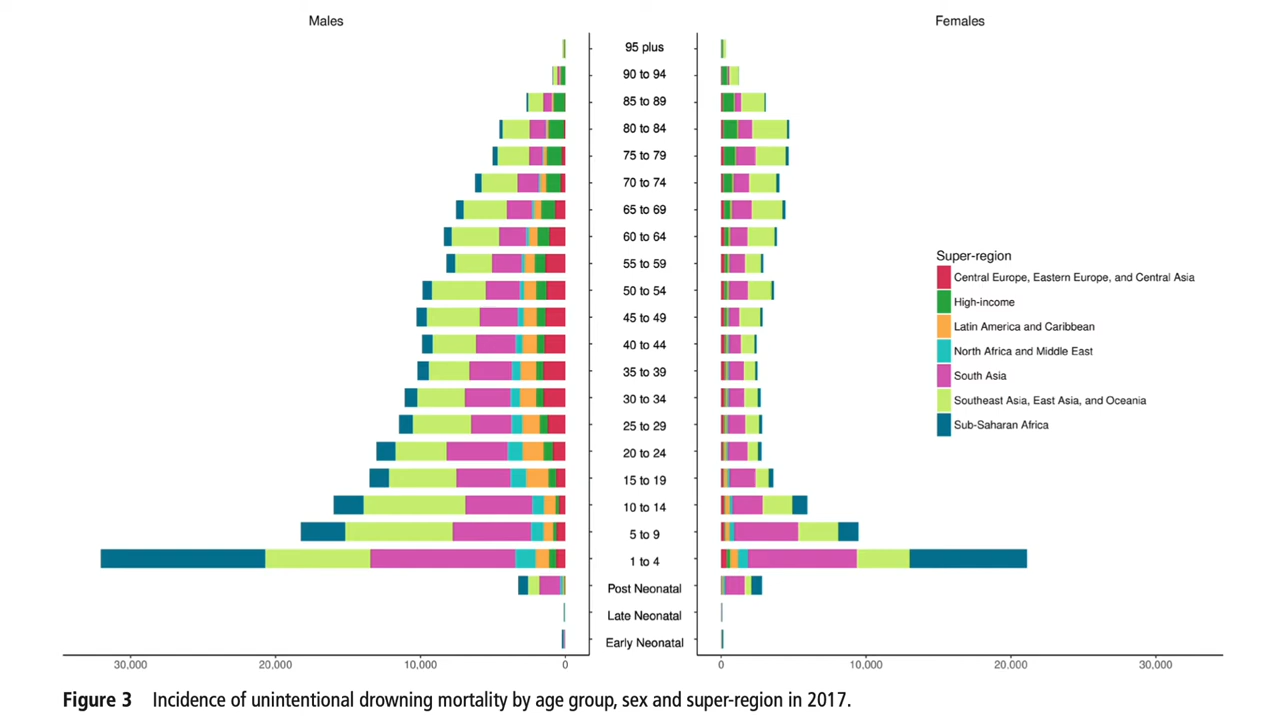 Males
Females
95 plus
90 to 94
85 to 89
80 to 84
75 to 79
70 to 74
65 to 69
60 to 64
55 to 59
50 to 54
45 to 49
40 to 44
35 to 39
30 to 34
25 to 29
20 to 24
15 to 19
10 to 14
5 to 9
1 to 4
Post Neonatal
Late Neonatal
Early Neonatal
30,000 20,000 10,000 0
0 10,000 20,000 30,000
Super-region
Central Europe, Eastern Europe, and Central Asia
High-income
Latin America and Caribbean
North Africa and Middle East
South Asia
Southeast Asia, East Asia, and Oceania
Sub-Saharan Africa
Figure 3 Incidence of unintentional drowning mortality by age group, sex and super-region in 2017.